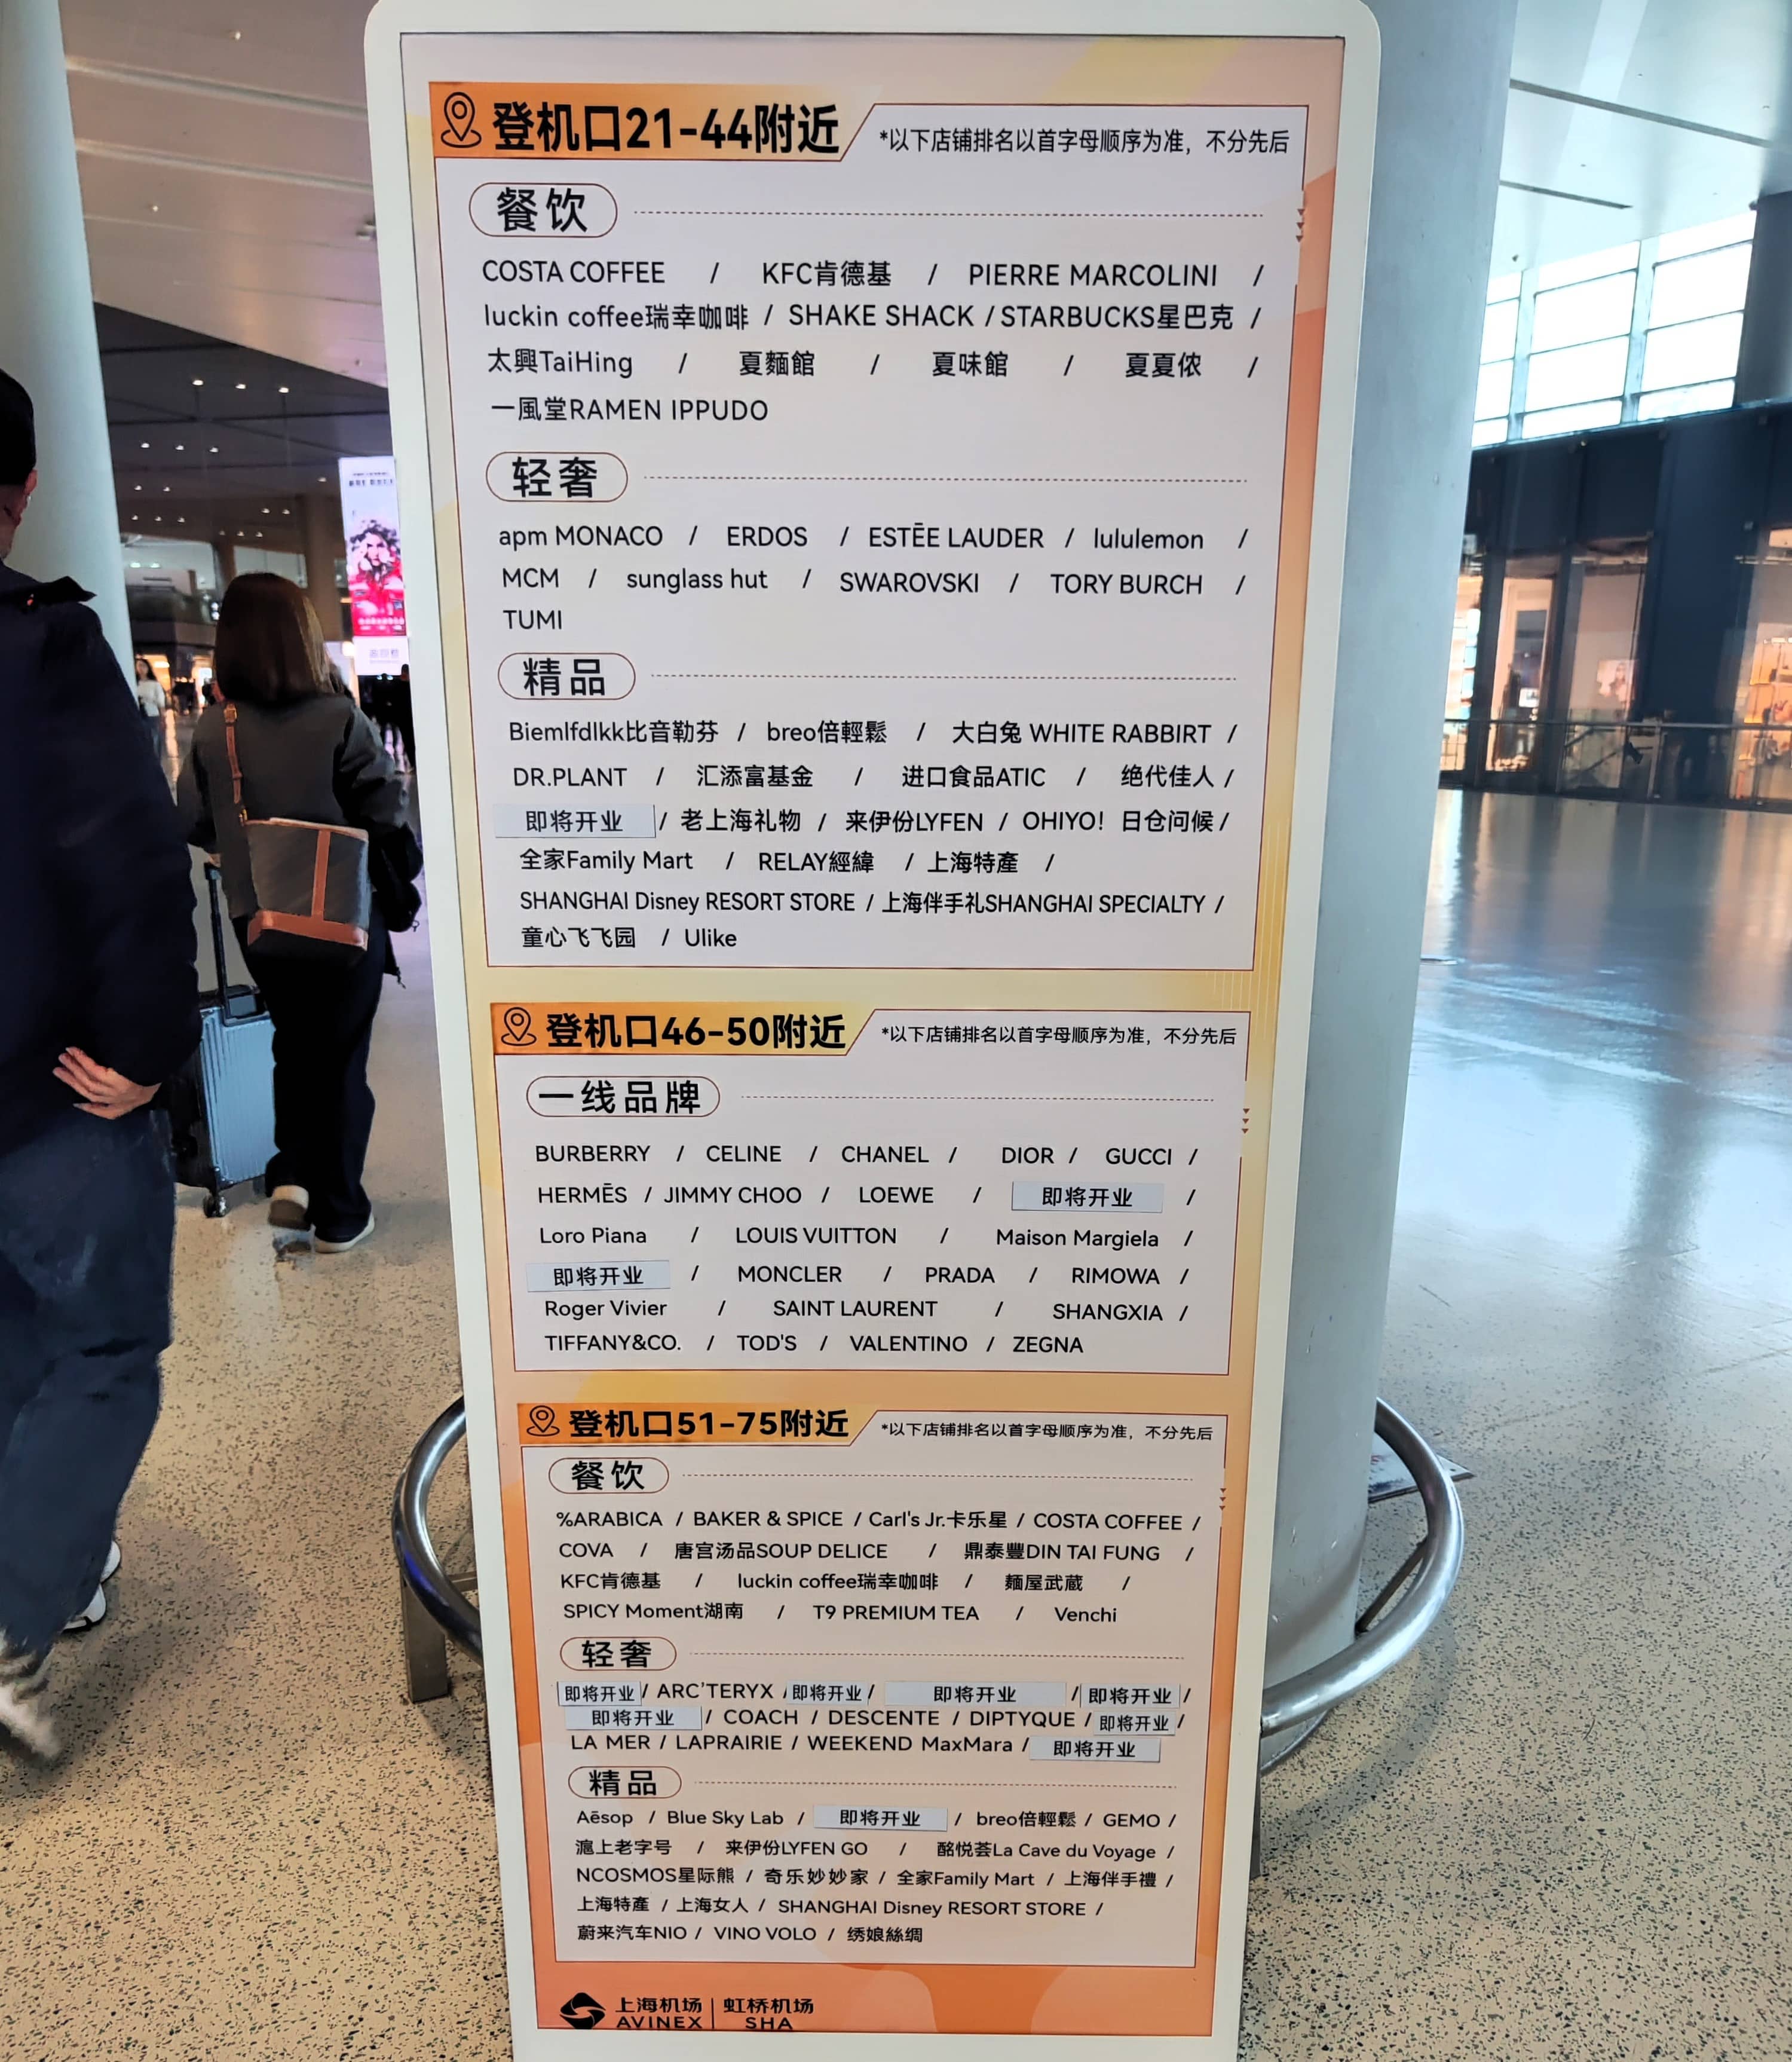 登机口21-44附近 *以下店铺排名以首字母顺序为准，不分先后
餐饮
COSTA COFFEE / KFC肯德基 / PIERRE MARCOLINI /
luckin coffee瑞幸咖啡 / SHAKE SHACK / STARBUCKS星巴克 /
太興TaiHing / 夏麵館 / 夏味館 / 夏夏侬 /
一風堂RAMEN IPPUDO
轻奢
apm MONACO / ERDOS / ESTĒE LAUDER / lululemon /
MCM / sunglass hut / SWAROVSKI / TORY BURCH /
TUMI
精品
Biemlfdlkk比音勒芬 / breo倍輕鬆 / 大白兔 WHITE RABBIRT /
DR.PLANT / 汇添富基金 / 进口食品ATIC / 绝代佳人 /
即将开业 / 老上海礼物 / 来伊份LYFEN / OHIYO！日仓问候 /
全家Family Mart / RELAY經緯 / 上海特產 /
SHANGHAI Disney RESORT STORE / 上海伴手礼SHANGHAI SPECIALTY /
童心飞飞园 / Ulike
登机口46-50附近 *以下店铺排名以首字母顺序为准，不分先后
一线品牌
BURBERRY / CELINE / CHANEL / DIOR / GUCCI /
HERMĒS / JIMMY CHOO / LOEWE / 即将开业 /
Loro Piana / LOUIS VUITTON / Maison Margiela /
即将开业 / MONCLER / PRADA / RIMOWA /
Roger Vivier / SAINT LAURENT / SHANGXIA /
TIFFANY&CO. / TOD'S / VALENTINO / ZEGNA
登机口51-75附近 *以下店铺排名以首字母顺序为准，不分先后
餐饮
%ARABICA / BAKER & SPICE / Carl's Jr.卡乐星 / COSTA COFFEE /
COVA / 唐宫汤品SOUP DELICE / 鼎泰豐DIN TAI FUNG /
KFC肯德基 / luckin coffee瑞幸咖啡 / 麵屋武蔵 /
SPICY Moment湖南 / T9 PREMIUM TEA / Venchi
轻奢
即将开业 / ARC'TERYX / 即将开业 / 即将开业 / 即将开业 /
即将开业 / COACH / DESCENTE / DIPTYQUE / 即将开业 /
LA MER / LAPRAIRIE / WEEKEND MaxMara / 即将开业
精品
Aēsop / Blue Sky Lab / 即将开业 / breo倍輕鬆 / GEMO /
滬上老字号 / 来伊份LYFEN GO / 酩悦荟La Cave du Voyage /
NCOSMOS星际熊 / 奇乐妙妙家 / 全家Family Mart / 上海伴手禮 /
上海特產 / 上海女人 / SHANGHAI Disney RESORT STORE /
蔚来汽车NIO / VINO VOLO / 绣娘絲绸
上海机场 | 虹桥机场
AVINEX | SHA